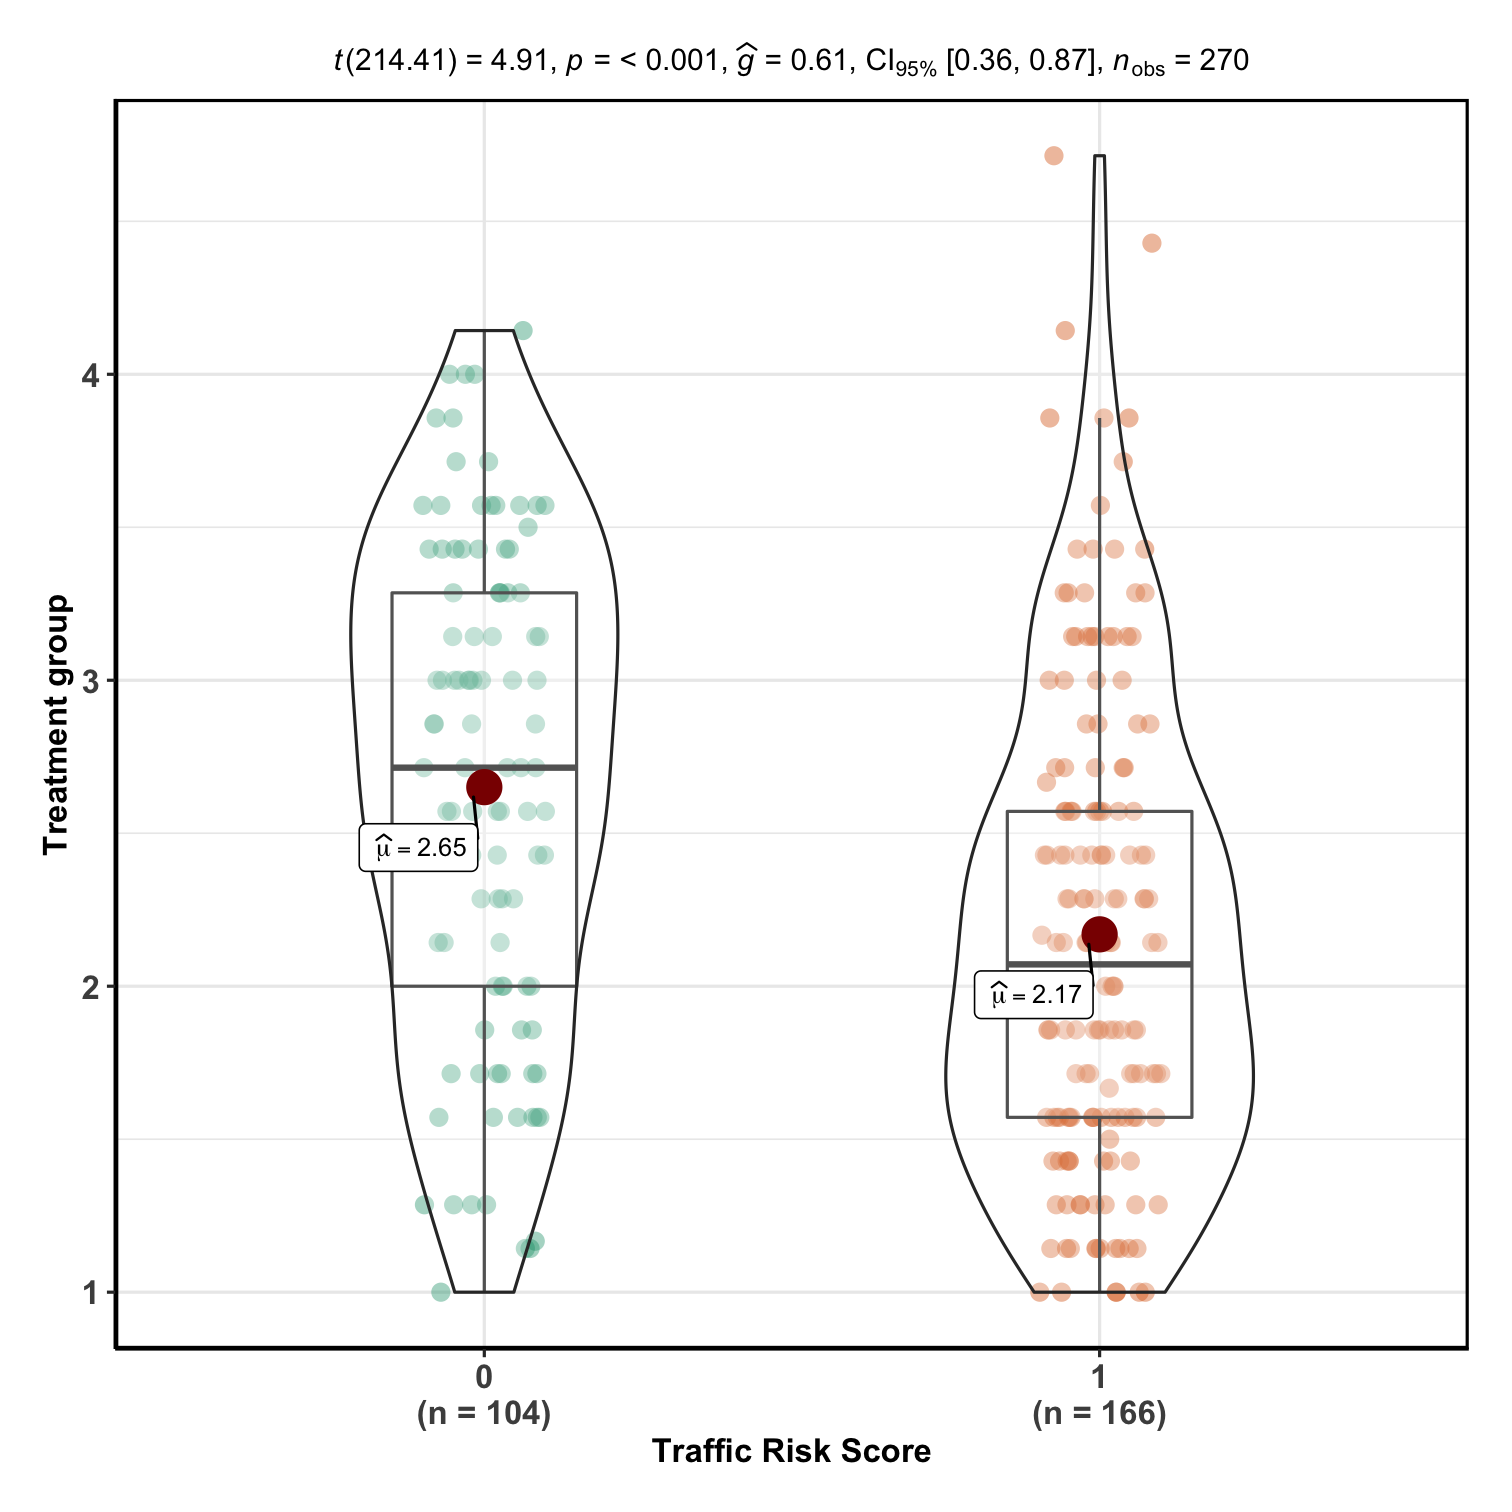 t(214.41) = 4.91, p = < 0.001, ĝ = 0.61, CI95% [0.36, 0.87], nobs = 270
Treatment group
4
3
2
1
μ̂ = 2.65
μ̂ = 2.17
0
(n = 104)
1
(n = 166)
Traffic Risk Score